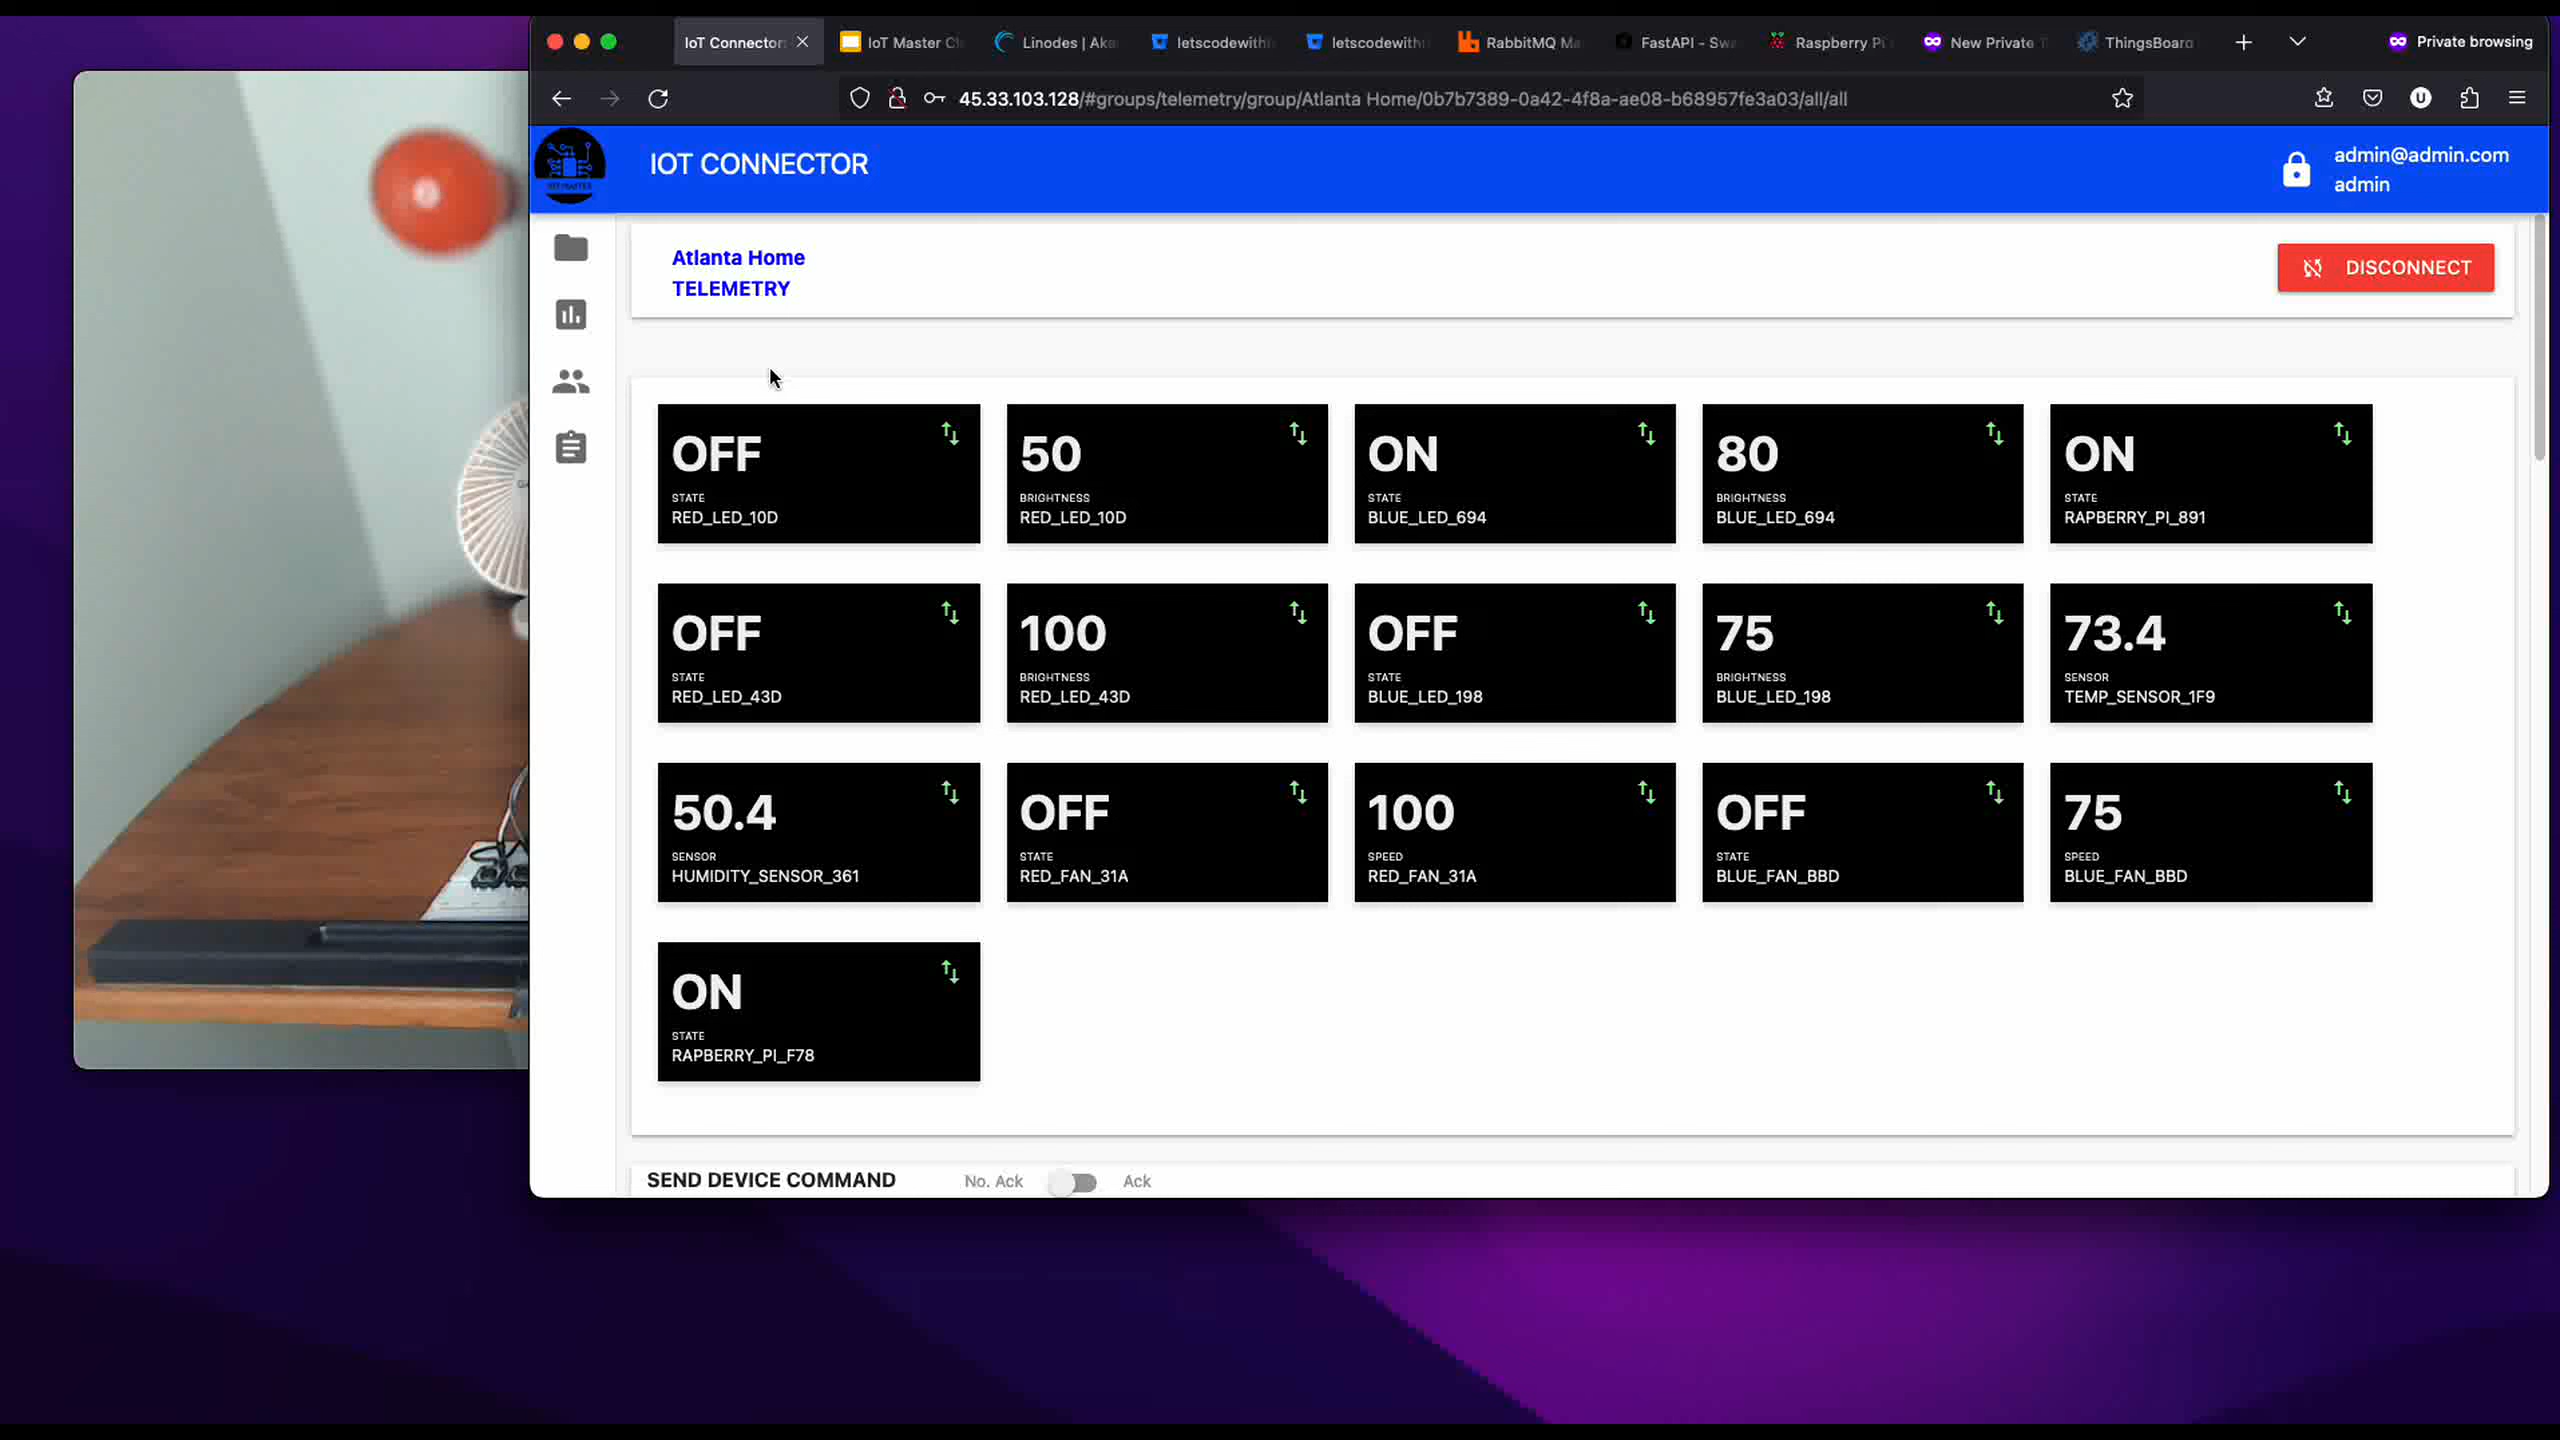 IoT Connector
IoT Master Cl
Linodes | Aka
letscodewith
letscodewith
RabbitMQ Ma
FastAPI - Swa
Raspberry Pi
New Private T
ThingsBoard
Private browsing
45.33.103.128/#groups/telemetry/group/Atlanta Home/0b7b7389-0a42-4f8a-ae08-b68957fe3a03/all/all
IOT CONNECTOR
admin@admin.com
admin
Atlanta Home
TELEMETRY
DISCONNECT
OFF
STATE
RED_LED_10D
50
BRIGHTNESS
RED_LED_10D
ON
STATE
BLUE_LED_694
80
BRIGHTNESS
BLUE_LED_694
ON
STATE
RAPBERRY_PI_891
OFF
STATE
RED_LED_43D
100
BRIGHTNESS
RED_LED_43D
OFF
STATE
BLUE_LED_198
75
BRIGHTNESS
BLUE_LED_198
73.4
SENSOR
TEMP_SENSOR_1F9
50.4
SENSOR
HUMIDITY_SENSOR_361
OFF
STATE
RED_FAN_31A
100
SPEED
RED_FAN_31A
OFF
STATE
BLUE_FAN_BBD
75
SPEED
BLUE_FAN_BBD
ON
STATE
RAPBERRY_PI_F78
SEND DEVICE COMMAND
No. Ack
Ack